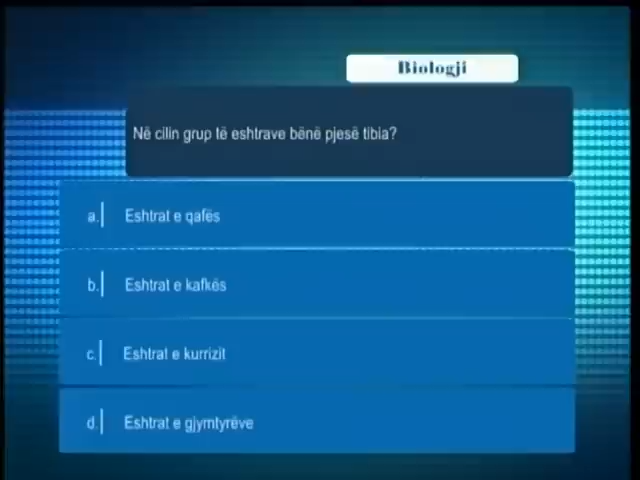 Biologji
Në cilin grup të eshtrave bënë pjesë tibia?
a. Eshtrat e qafës
b. Eshtrat e kafkës
c. Eshtrat e kurrizit
d. Eshtrat e gjymtyrëve